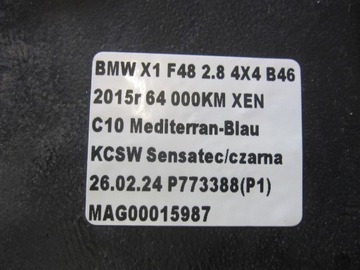 BMW X1 F48 2.8 4X4 B46
2015r 64 000KM XEN
C10 Mediterran-Blau
KCSW Sensatec/czarna
26.02.24 P773388(P1)
MAG00015987